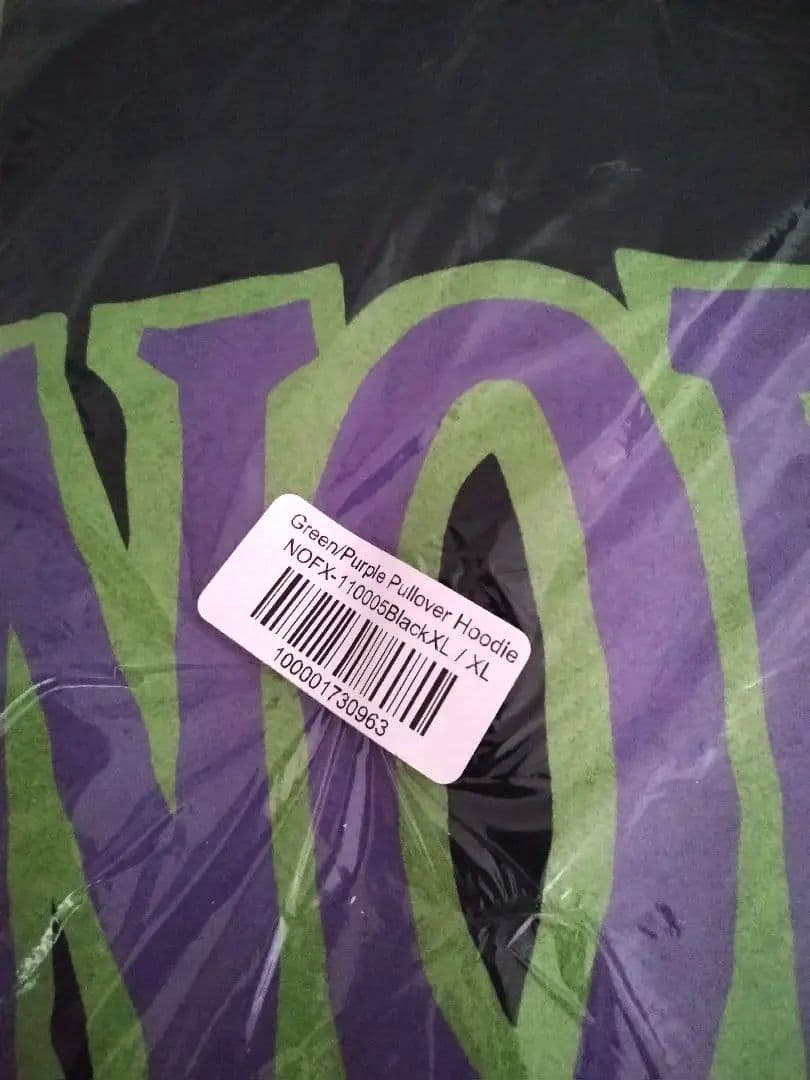 NO
Green/Purple Pullover Hoodie
NOFX-110005BlackXL / XL
100001730963